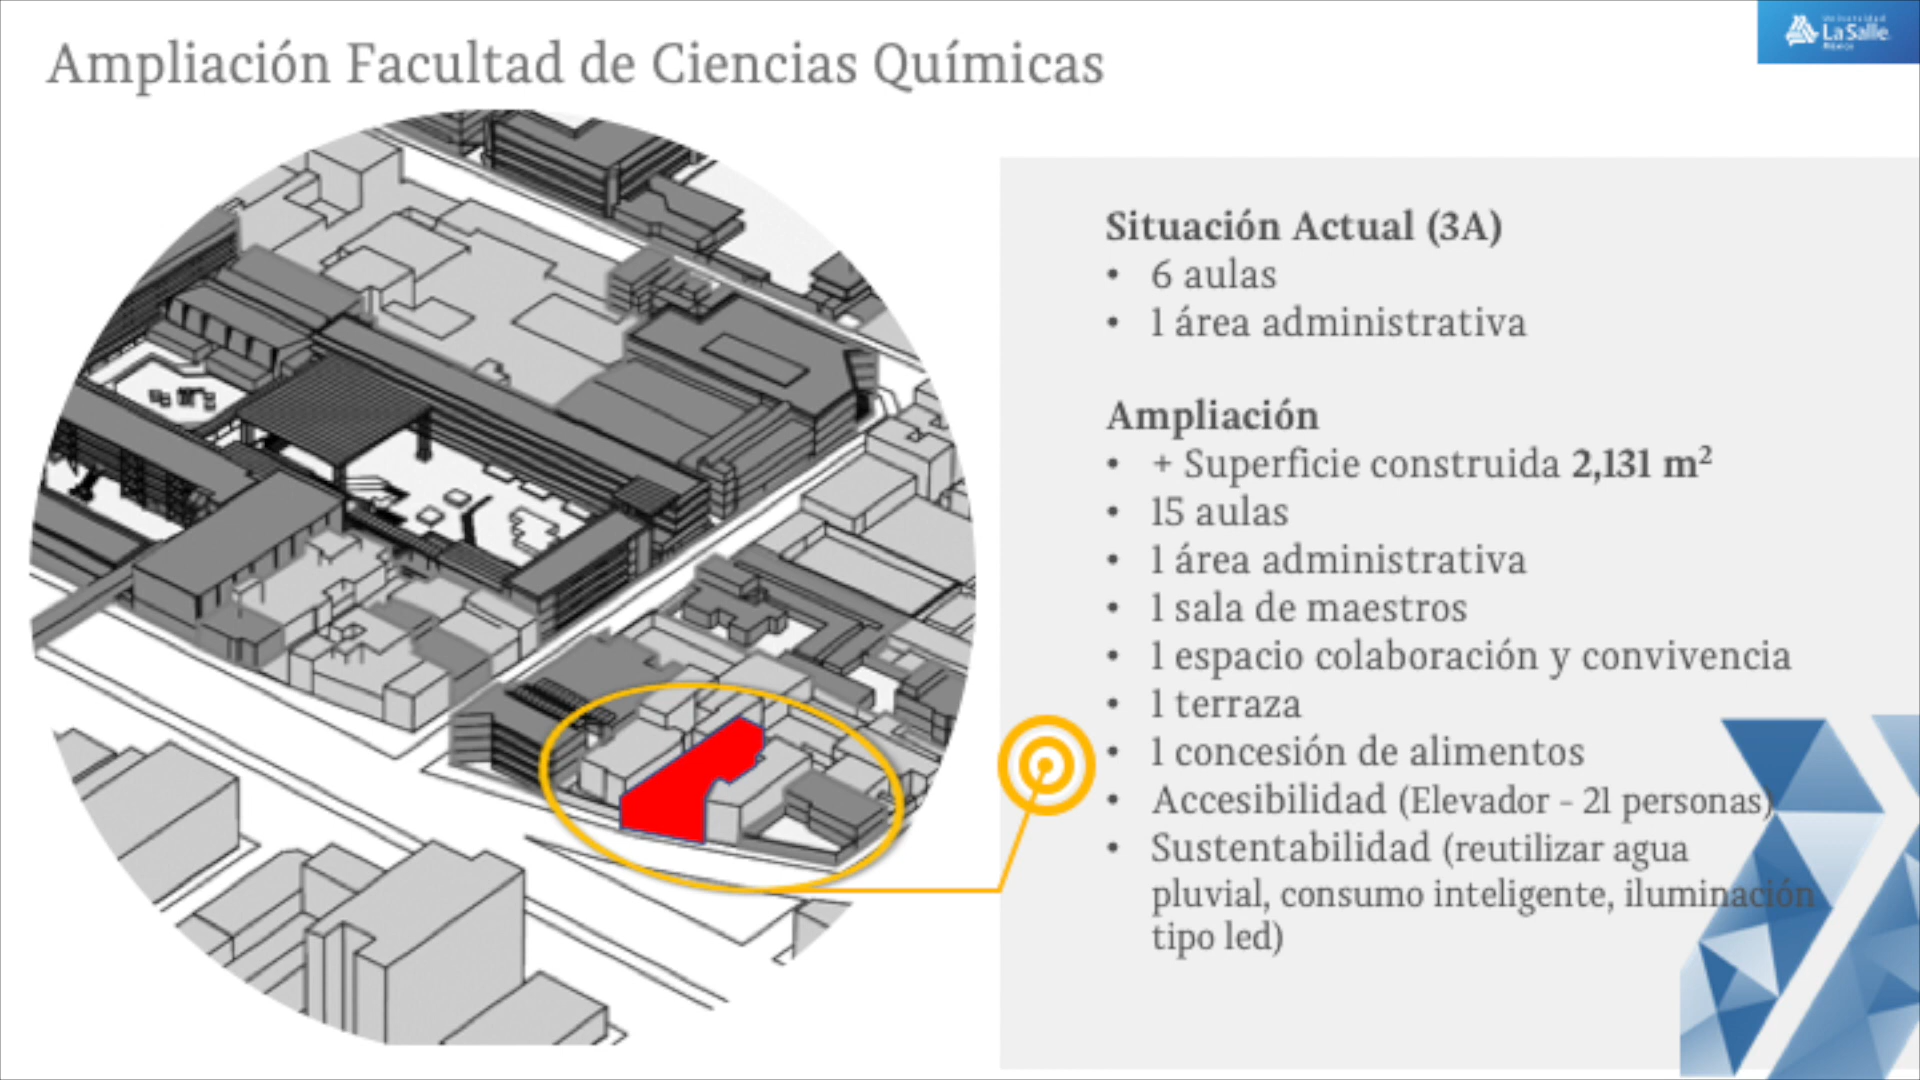 Ampliación Facultad de Ciencias Químicas
Universidad
La Salle
México
Situación Actual (3A)
• 6 aulas
• 1 área administrativa
Ampliación
• + Superficie construida 2,131 m²
• 15 aulas
• 1 área administrativa
• 1 sala de maestros
• 1 espacio colaboración y convivencia
• 1 terraza
• 1 concesión de alimentos
• Accesibilidad (Elevador - 21 personas)
• Sustentabilidad (reutilizar agua
pluvial, consumo inteligente, iluminación
tipo led)